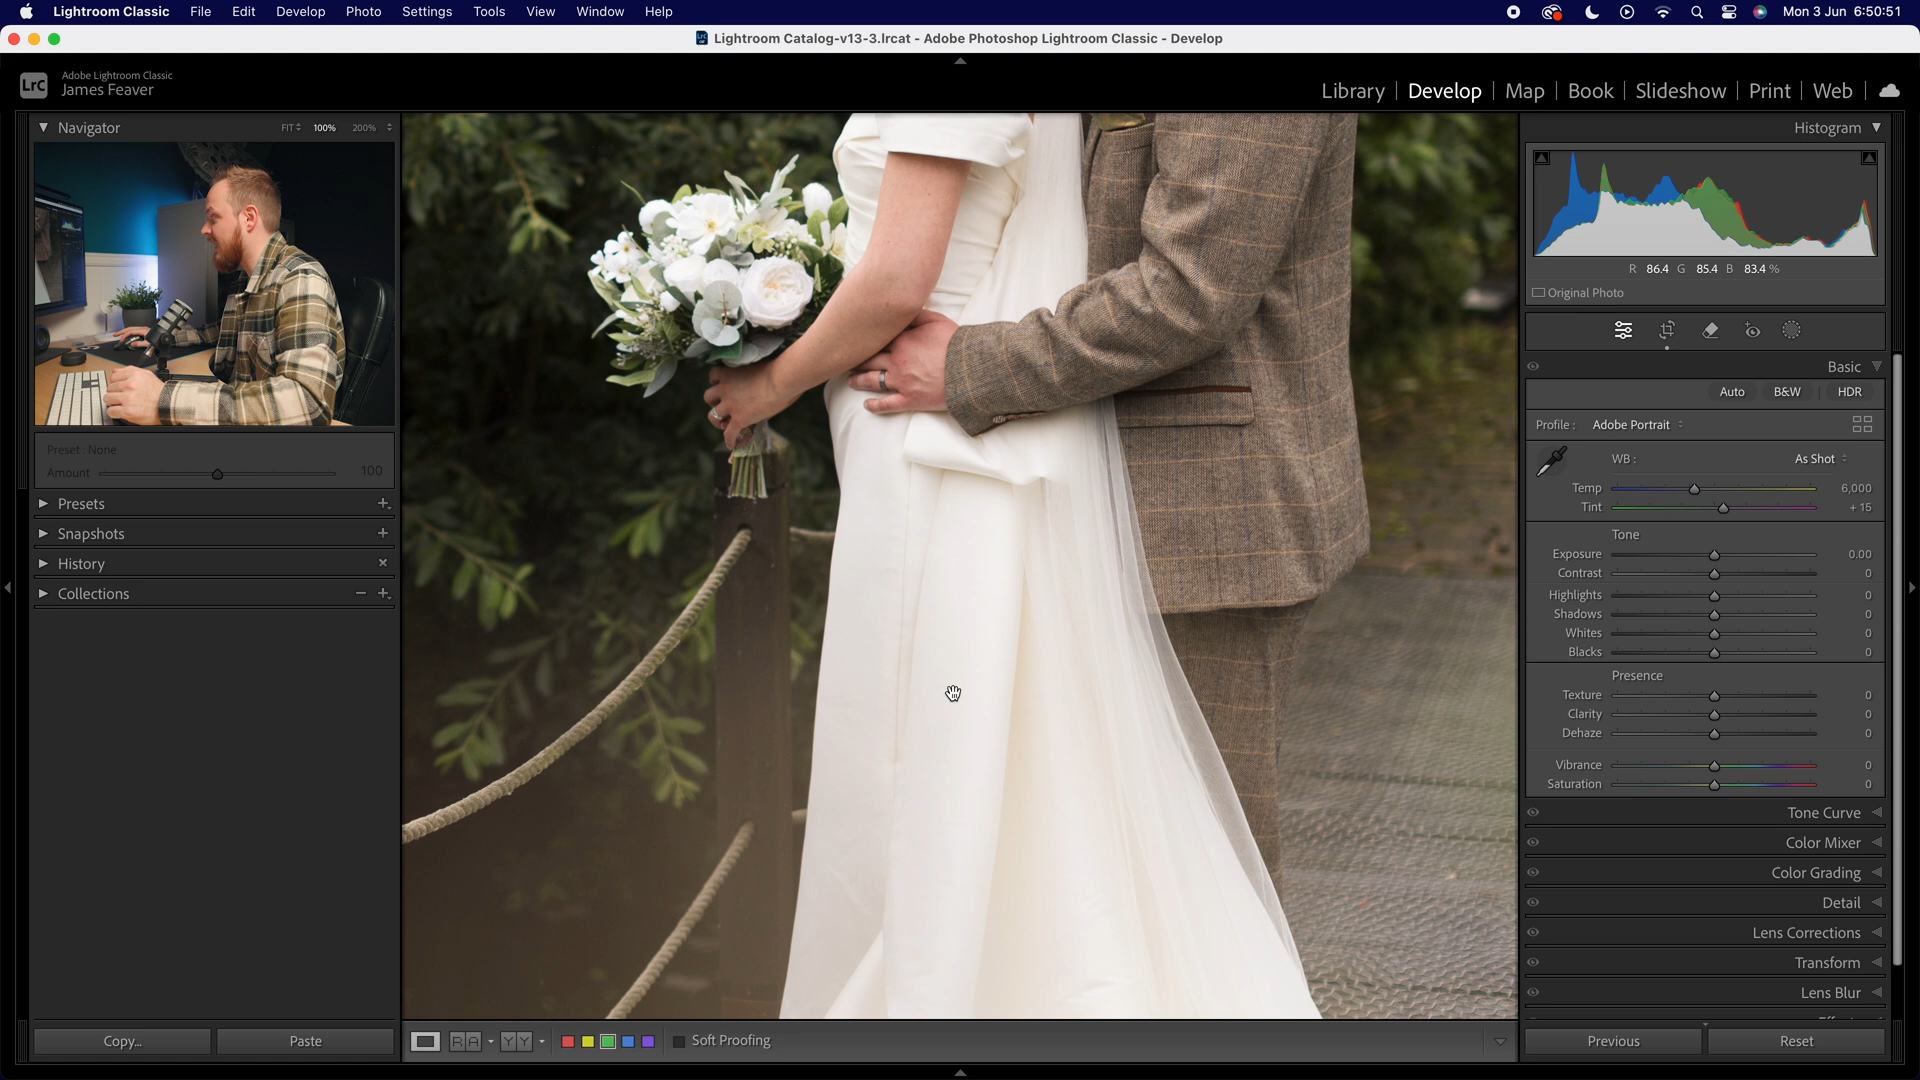 Lightroom Classic File Edit Develop Photo Settings Tools View Window Help Mon 3 Jun 6:50:51
Lightroom Catalog-v13-3.lrcat - Adobe Photoshop Lightroom Classic - Develop
LrC
Adobe Lightroom Classic
James Feaver
Library | Develop | Map | Book | Slideshow | Print | Web
Navigator FIT 100% 200%
Histogram
R 86.4 G 85.4 B 83.4 %
Original Photo
Basic
Auto B&W HDR
Profile : Adobe Portrait
WB : As Shot
Temp 6,000
Tint + 15
Tone
Exposure 0.00
Contrast 0
Highlights 0
Shadows 0
Whites 0
Blacks 0
Presence
Texture 0
Clarity 0
Dehaze 0
Vibrance 0
Saturation 0
Tone Curve
Color Mixer
Color Grading
Detail
Lens Corrections
Transform
Lens Blur
Previous Reset
Preset : None
Amount 100
Presets
Snapshots
History
Collections
Copy... Paste
R A Y Y Soft Proofing